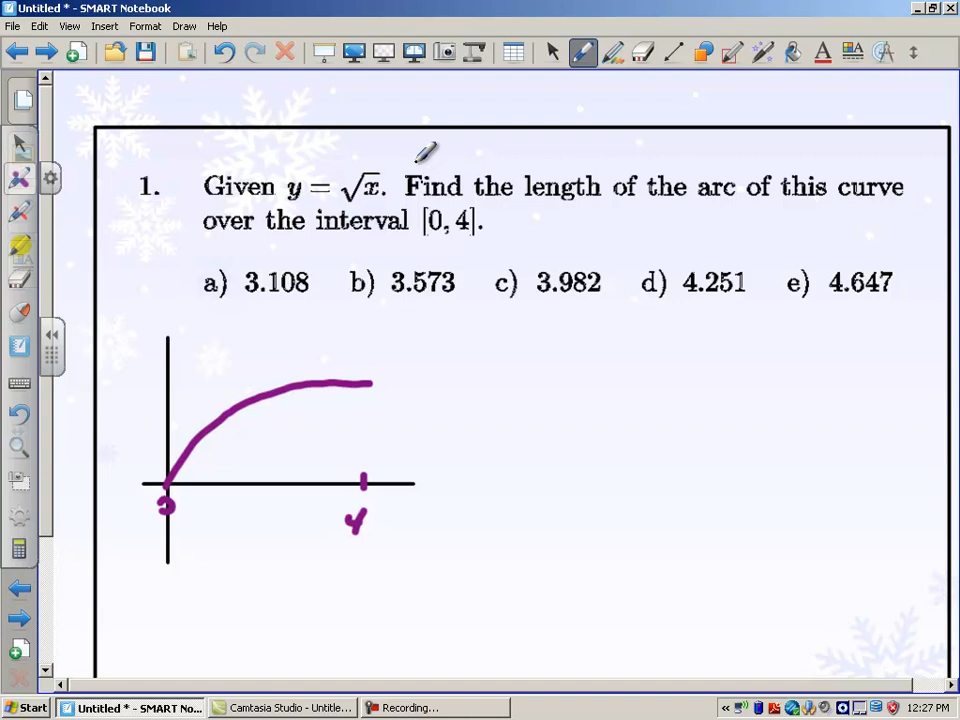 Untitled * - SMART Notebook
File Edit View Insert Format Draw Help
1. Given y = √x. Find the length of the arc of this curve
over the interval [0, 4].
a) 3.108 b) 3.573 c) 3.982 d) 4.251 e) 4.647
4
Start Untitled * - SMART No... Camtasia Studio - Untitle... Recording... 12:27 PM